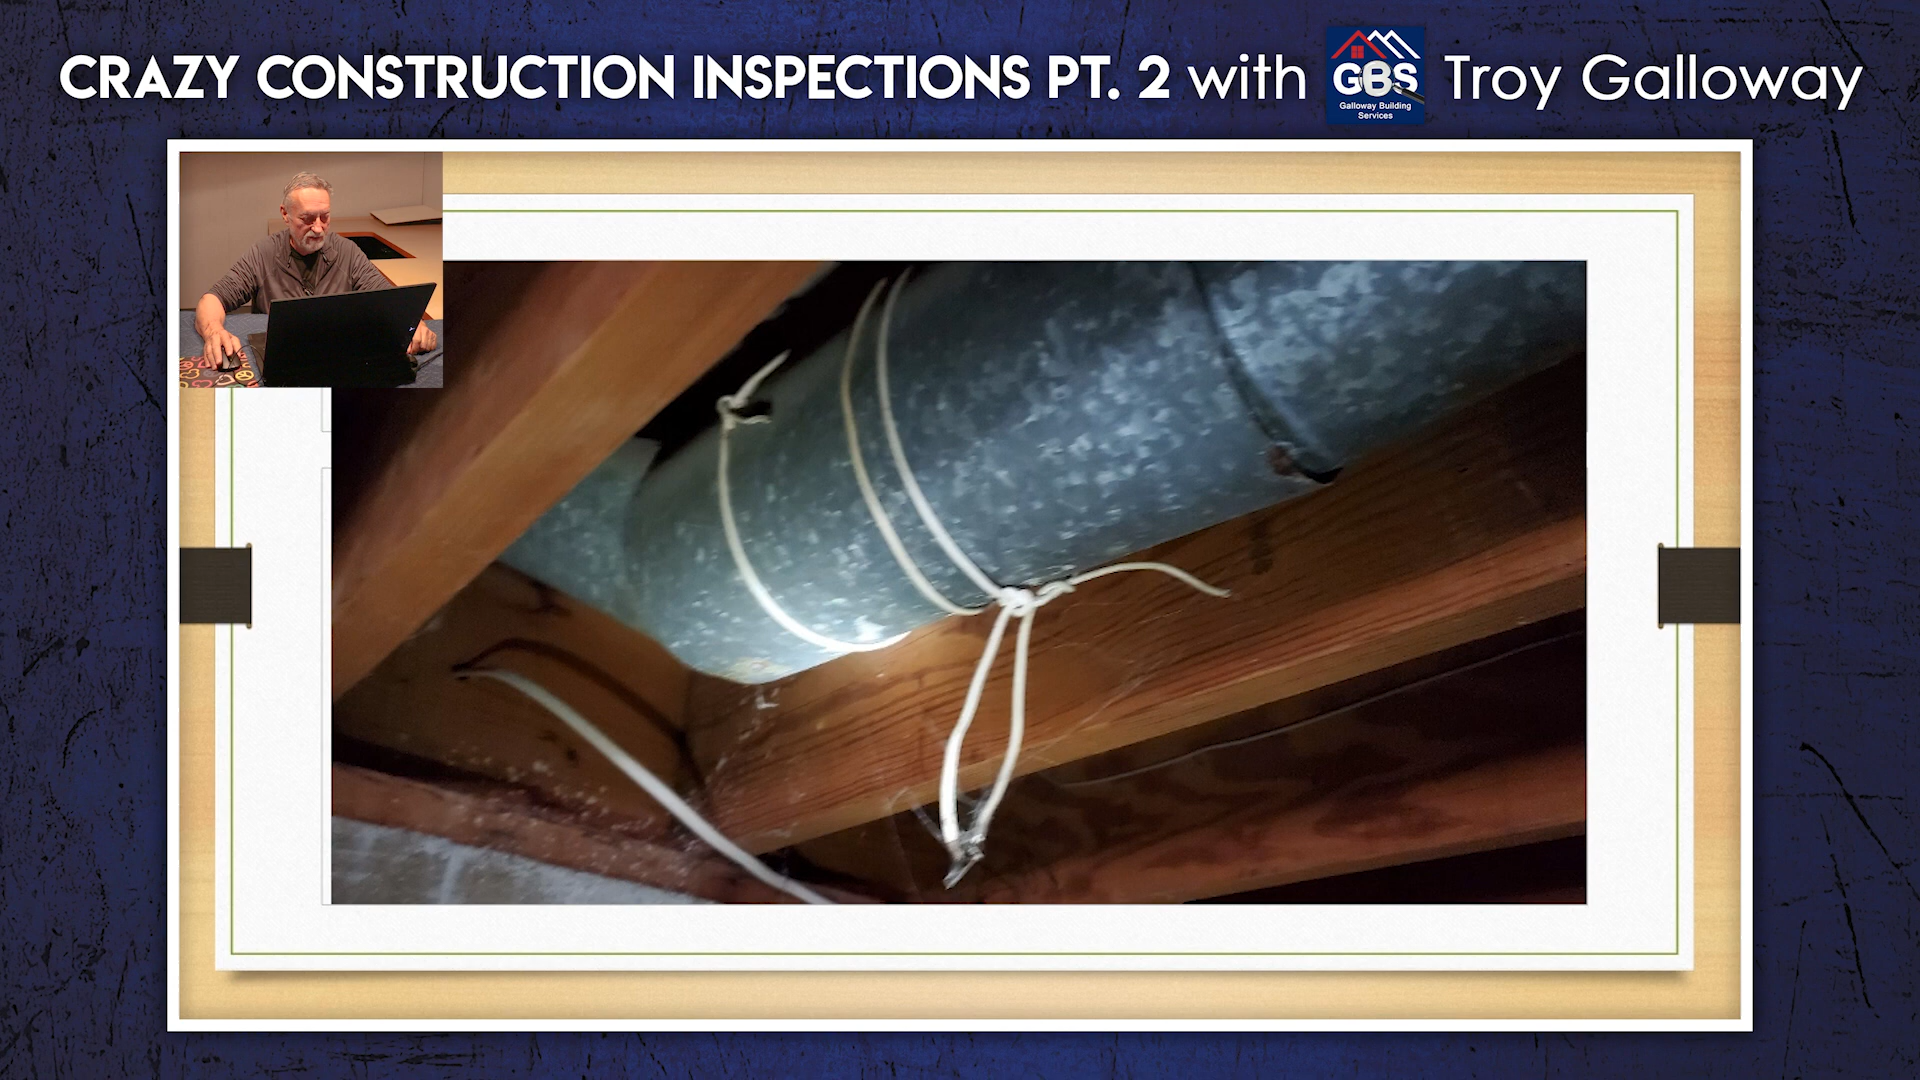 CRAZY CONSTRUCTION INSPECTIONS PT. 2 with GBS Troy Galloway
Galloway Building
Services